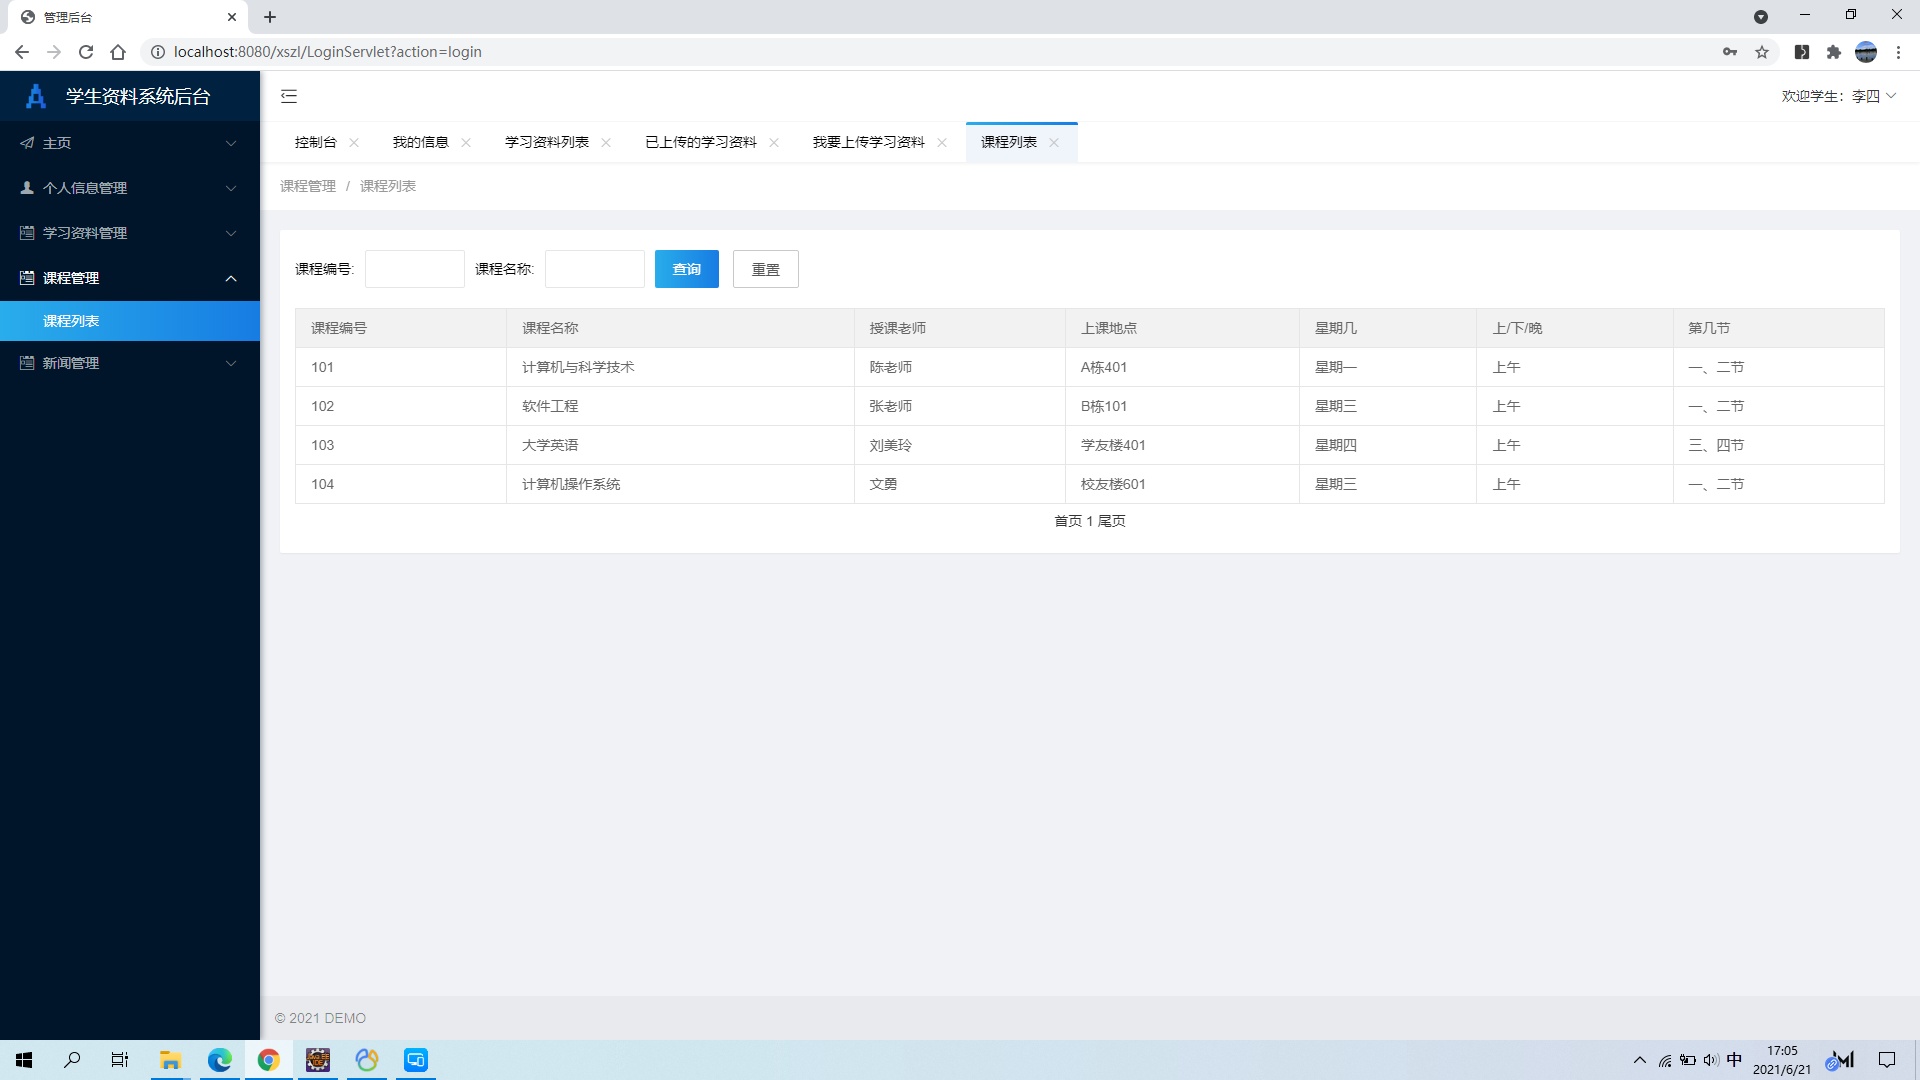 管理后台
localhost:8080/xszl/LoginServlet?action=login
学生资料系统后台
欢迎学生：李四
主页
个人信息管理
学习资料管理
课程管理
课程列表
新闻管理
控制台 我的信息 学习资料列表 已上传的学习资料 我要上传学习资料 课程列表
课程管理 / 课程列表
课程编号: 课程名称: 查询 重置
课程编号 课程名称 授课老师 上课地点 星期几 上/下/晚 第几节
101 计算机与科学技术 陈老师 A栋401 星期一 上午 一、二节
102 软件工程 张老师 B栋101 星期三 上午 一、二节
103 大学英语 刘美玲 学友楼401 星期四 上午 三、四节
104 计算机操作系统 文勇 校友楼601 星期三 上午 一、二节
首页 1 尾页
© 2021 DEMO
中
17:05
2021/6/21